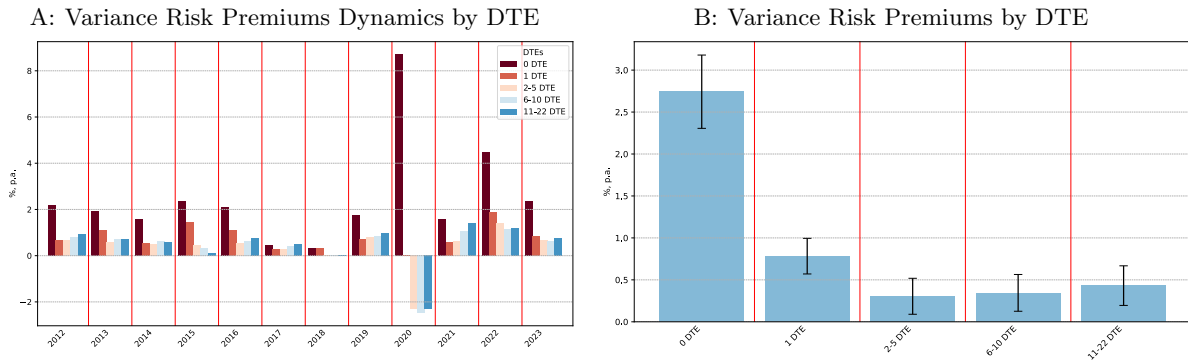 A: Variance Risk Premiums Dynamics by DTE
%, p.a.
8
6
4
2
0
−2
DTEs
0 DTE
1 DTE
2–5 DTE
6–10 DTE
11–22 DTE
2012
2013
2014
2015
2016
2017
2018
2019
2020
2021
2022
2023
B: Variance Risk Premiums by DTE
%, p.a.
3,0
2,5
2,0
1,5
1,0
0,5
0,0
0 DTE
1 DTE
2-5 DTE
6-10 DTE
11-22 DTE